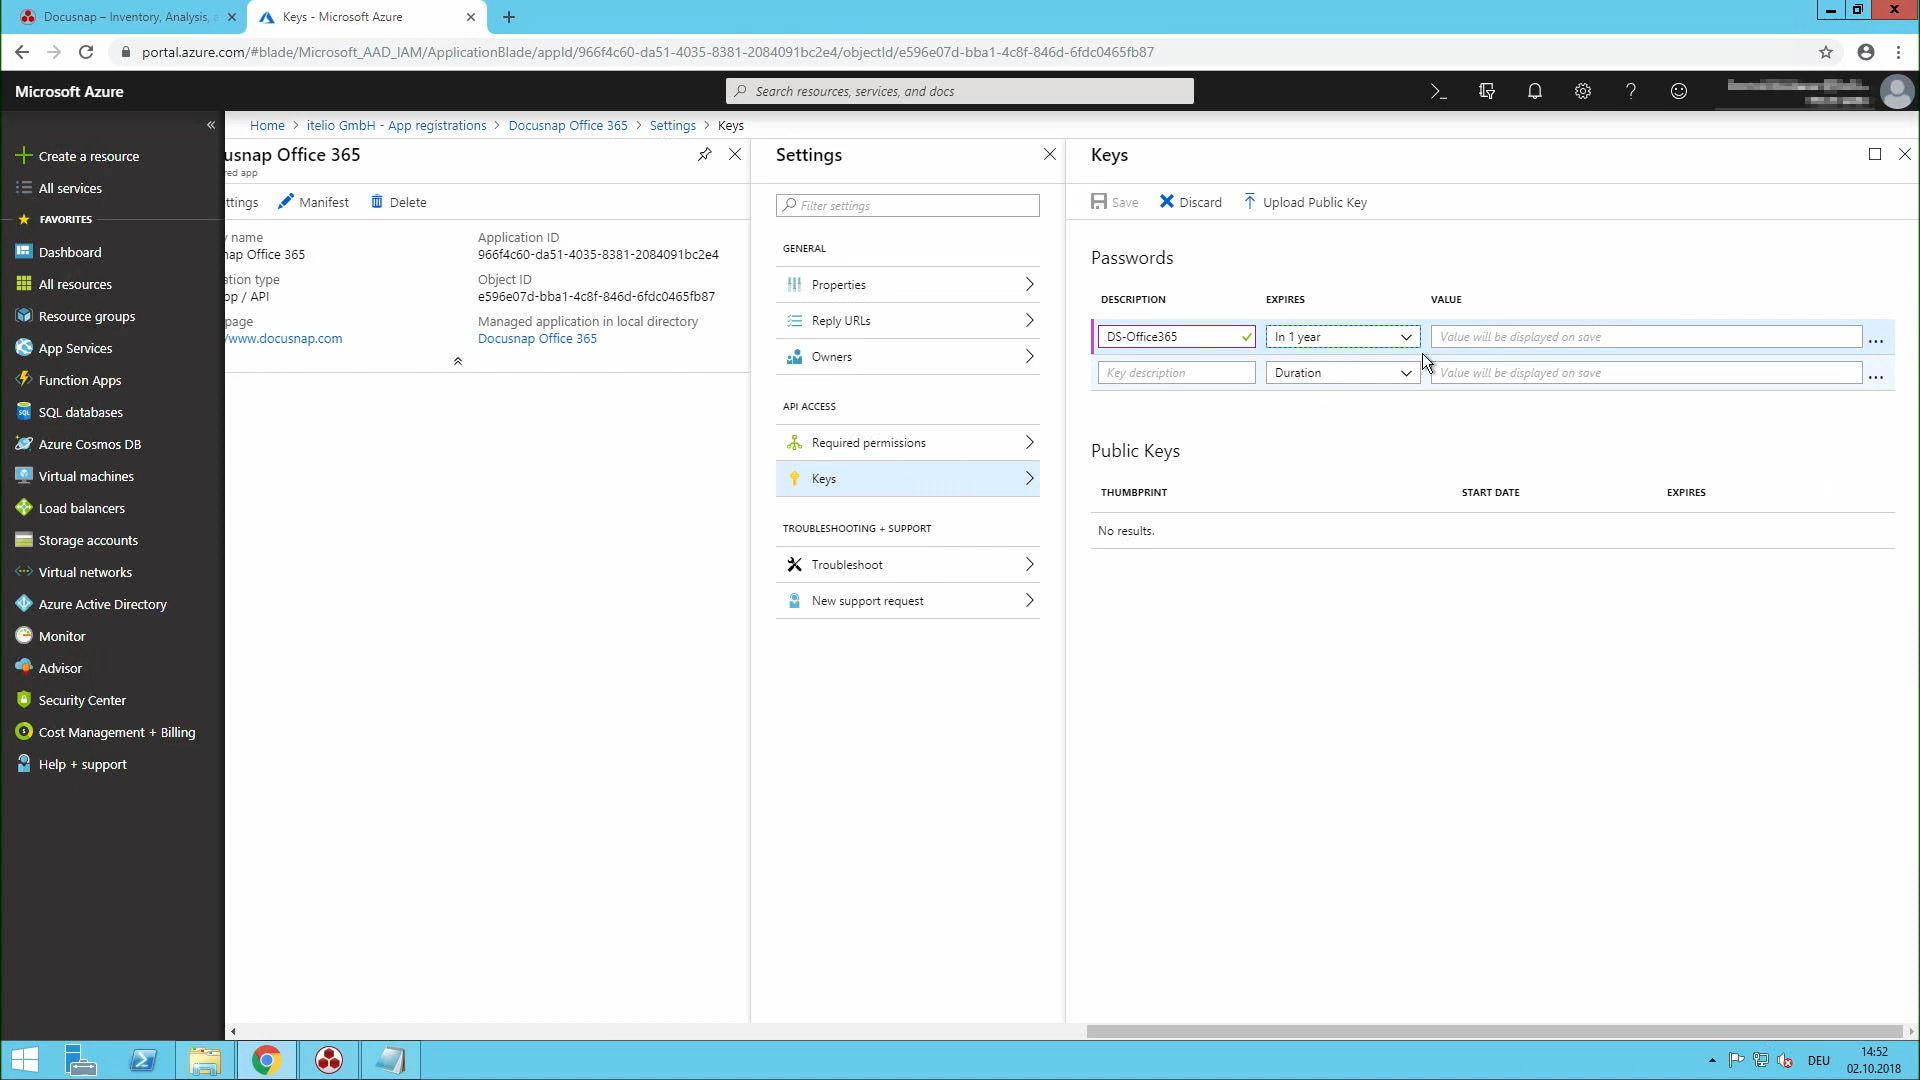 Docusnap – Inventory, Analysis, a
Keys - Microsoft Azure
portal.azure.com/#blade/Microsoft_AAD_IAM/ApplicationBlade/appId/966f4c60-da51-4035-8381-2084091bc2e4/objectId/e596e07d-bba1-4c8f-846d-6fdc0465fb87
Microsoft Azure
Search resources, services, and docs
Home > itelio GmbH - App registrations > Docusnap Office 365 > Settings > Keys
Create a resource
All services
FAVORITES
Dashboard
All resources
Resource groups
App Services
Function Apps
SQL databases
Azure Cosmos DB
Virtual machines
Load balancers
Storage accounts
Virtual networks
Azure Active Directory
Monitor
Advisor
Security Center
Cost Management + Billing
Help + support
usnap Office 365
red app
ttings Manifest Delete
y name
ap Office 365
ation type
pp / API
page
/www.docusnap.com
Application ID
966f4c60-da51-4035-8381-2084091bc2e4
Object ID
e596e07d-bba1-4c8f-846d-6fdc0465fb87
Managed application in local directory
Docusnap Office 365
Settings
Filter settings
GENERAL
Properties
Reply URLs
Owners
API ACCESS
Required permissions
Keys
TROUBLESHOOTING + SUPPORT
Troubleshoot
New support request
Keys
Save Discard Upload Public Key
Passwords
DESCRIPTION EXPIRES VALUE
DS-Office365 In 1 year Value will be displayed on save ...
Key description Duration Value will be displayed on save ...
Public Keys
THUMBPRINT START DATE EXPIRES
No results.
DEU
14:52
02.10.2018